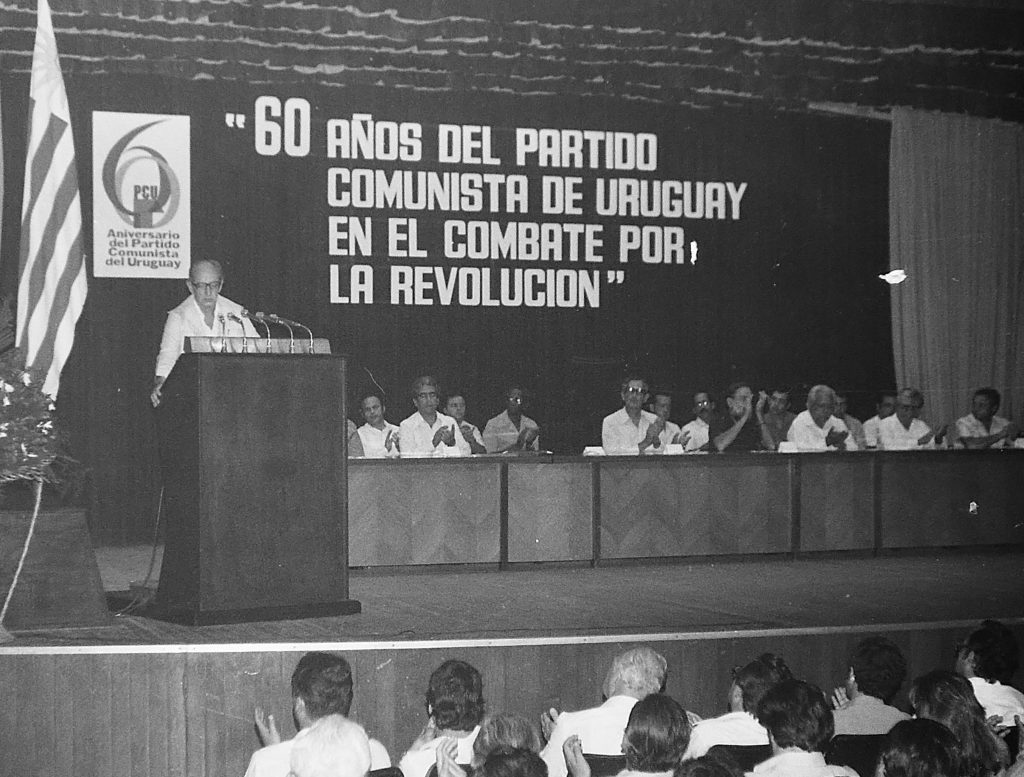 PCU
Aniversario
del Partido
Comunista
del Uruguay
"60 AÑOS DEL PARTIDO
COMUNISTA DE URUGUAY
EN EL COMBATE POR
LA REVOLUCION"